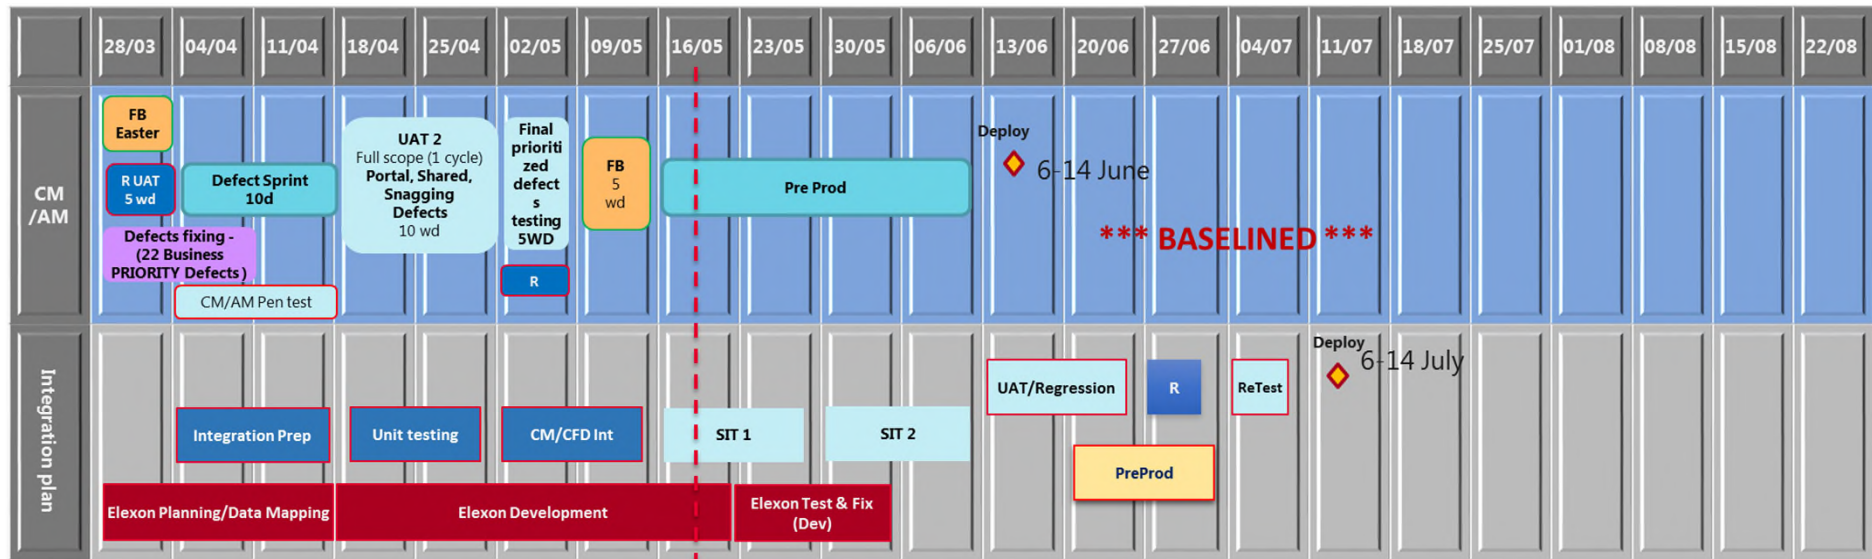 28/03 04/04 11/04 18/04 25/04 02/05 09/05 16/05 23/05 30/05 06/06 13/06 20/06 27/06 04/07 11/07 18/07 25/07 01/08 08/08 15/08 22/08
CM
/AM
FB
Easter
R UAT
5 wd
Defect Sprint
10d
Defects fixing -
(22 Business
PRIORITY Defects )
CM/AM Pen test
UAT 2
Full scope (1 cycle)
Portal, Shared,
Snagging
Defects
10 wd
Final
prioriti
zed
defect
s
testing
5WD
R
FB
5
wd
Pre Prod
Deploy
6-14 June
*** BASELINED ***
Integration plan
Integration Prep
Unit testing
CM/CFD Int
SIT 1
SIT 2
UAT/Regression
R
ReTest
Deploy
6-14 July
PreProd
Elexon Planning/Data Mapping
Elexon Development
Elexon Test & Fix
(Dev)